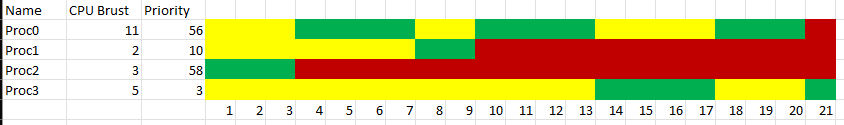 Name CPU Brust Priority
Proc0 11 56
Proc1 2 10
Proc2 3 58
Proc3 5 3
1 2 3 4 5 6 7 8 9 10 11 12 13 14 15 16 17 18 19 20 21